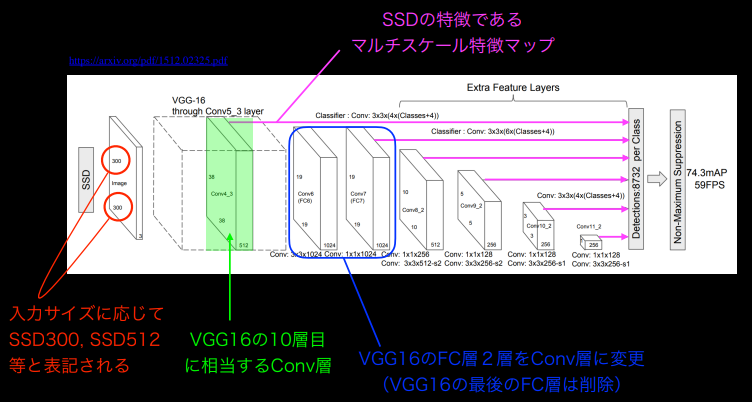 SSDの特徴である
マルチスケール特徴マップ
https://arxiv.org/pdf/1512.02325.pdf
Extra Feature Layers
VGG-16
through Conv5_3 layer
Classifier : Conv: 3x3x(4x(Classes+4))
Classifier : Conv: 3x3x(6x(Classes+4))
Conv: 3x3x(4x(Classes+4))
SSD
300
Image
300
3
38
Conv4_3
38
512
19
Conv6
(FC6)
19
1024
19
Conv7
(FC7)
19
1024
10
Conv8_2
10
512
5
Conv9_2
5
256
3
Conv10_2
3
256
Conv11_2
256
Detections:8732 per Class
Non-Maximum Suppression
74.3mAP
59FPS
Conv: 3x3x1024
Conv: 1x1x1024
Conv: 1x1x256
Conv: 3x3x512-s2
Conv: 1x1x128
Conv: 3x3x256-s2
Conv: 1x1x128
Conv: 3x3x256-s1
Conv: 1x1x128
Conv: 3x3x256-s1
入力サイズに応じて
SSD300, SSD512
等と表記される
VGG16の10層目
に相当するConv層
VGG16のFC層２層をConv層に変更
（VGG16の最後のFC層は削除）